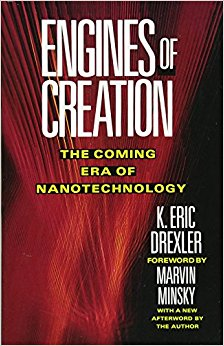 ENGINES OF
CREATION
THE COMING
ERA OF
NANOTECHNOLOGY
K. ERIC
DREXLER
FOREWORD BY
MARVIN
MINSKY
WITH A NEW
AFTERWORD BY
THE AUTHOR